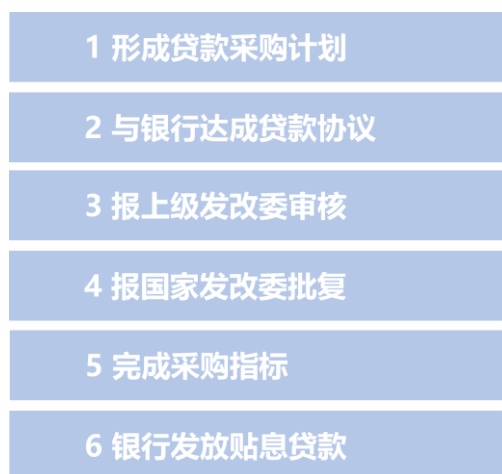 1 形成贷款采购计划
2 与银行达成贷款协议
3 报上级发改委审核
4 报国家发改委批复
5 完成采购指标
6 银行发放贴息贷款